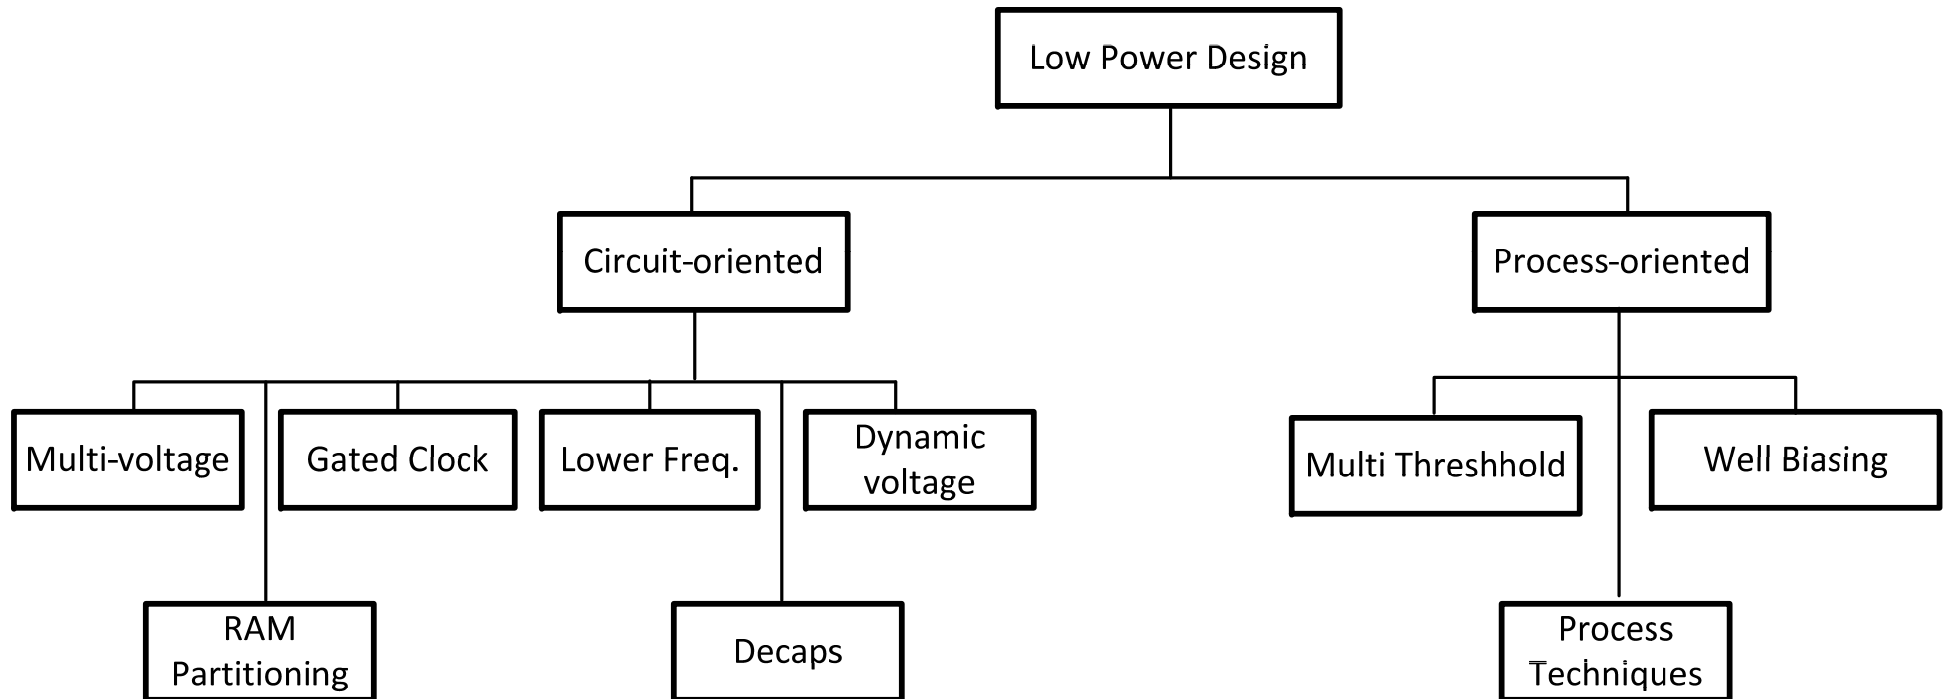 Low Power Design
Circuit-oriented
Process-oriented
Multi-voltage
Gated Clock
Lower Freq.
Dynamic
voltage
Multi Threshhold
Well Biasing
RAM
Partitioning
Decaps
Process
Techniques